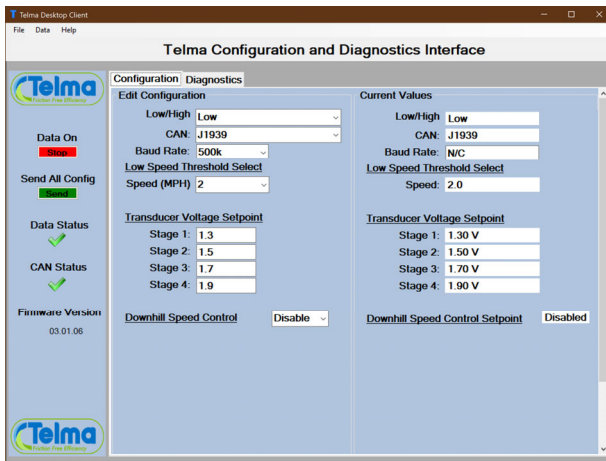 Telma Desktop Client
File Data Help
Telma Configuration and Diagnostics Interface
Telma
Friction Free Efficiency
Data On
Stop
Send All Config
Send
Data Status
CAN Status
Firmware Version
03.01.06
Telma
Friction Free Efficiency
Configuration Diagnostics
Edit Configuration
Low/High Low
CAN: J1939
Baud Rate: 500k
Low Speed Threshold Select
Speed (MPH) 2
Transducer Voltage Setpoint
Stage 1: 1.3
Stage 2: 1.5
Stage 3: 1.7
Stage 4: 1.9
Downhill Speed Control Disable
Current Values
Low/High Low
CAN: J1939
Baud Rate: N/C
Low Speed Threshold Select
Speed: 2.0
Transducer Voltage Setpoint
Stage 1: 1.30 V
Stage 2: 1.50 V
Stage 3: 1.70 V
Stage 4: 1.90 V
Downhill Speed Control Setpoint Disabled